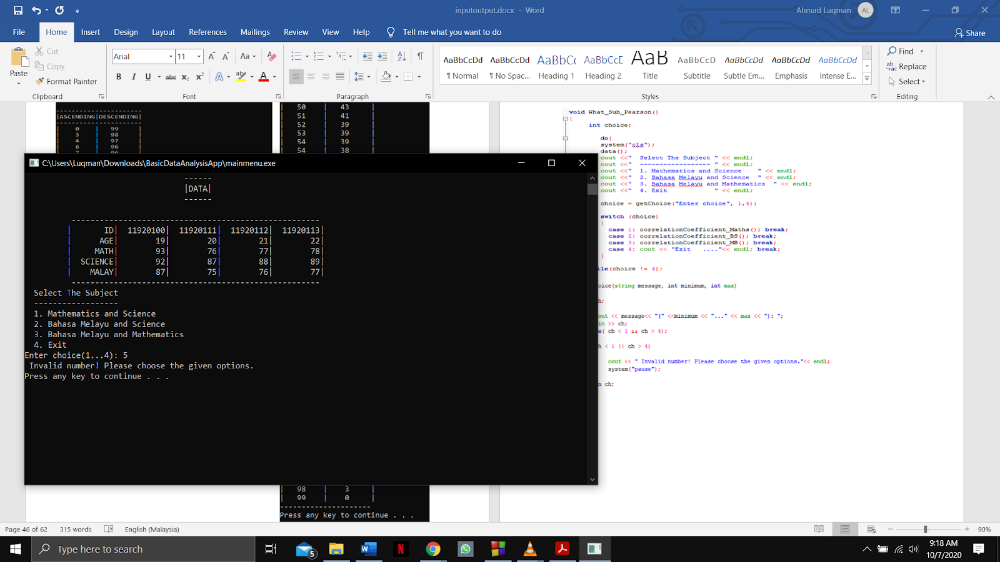 inputoutput.docx - Word
Ahmad Luqman
AL
File Home Insert Design Layout References Mailings Review View Help Tell me what you want to do
Share
Paste
Cut
Copy
Format Painter
Clipboard
Arial 11
Font
Paragraph
AaBbCcDd AaBbCcDd AaBbCc AaBbCcC AaB AaBbCcD AaBbCcDd AaBbCcDd AaBbCcDd
¶ Normal ¶ No Spac... Heading 1 Heading 2 Title Subtitle Subtle Em... Emphasis Intense E...
Styles
Find
Replace
Select
Editing
|ASCENDING|DESCENDING|
0 | 99
3 | 98
4 | 97
6 | 96
50 | 43
51 | 41
52 | 39
53 | 39
54 | 39
54 | 38
C:\Users\Luqman\Downloads\BasicDataAnalysisApp\mainmenu.exe
------
|DATA|
------
-----------------------------------------------------
| ID| 11920100| 11920111| 11920112| 11920113|
| AGE| 19| 20| 21| 22|
| MATH| 93| 76| 77| 78|
| SCIENCE| 92| 87| 88| 89|
| MALAY| 87| 75| 76| 77|
-----------------------------------------------------
Select The Subject
------------------
1. Mathematics and Science
2. Bahasa Melayu and Science
3. Bahasa Melayu and Mathematics
4. Exit
Enter choice(1...4): 5
Invalid number! Please choose the given options.
Press any key to continue . . .
98 | 3 |
99 | 0 |
Press any key to continue . . .
void What_Sub_Pearson()
{
int choice;
do{
system("cls");
data();
cout <<" Select The Subject " << endl;
cout <<" ------------------ " << endl;
cout <<" 1. Mathematics and Science " << endl;
cout <<" 2. Bahasa Melayu and Science " << endl;
cout <<" 3. Bahasa Melayu and Mathematics " << endl;
cout <<" 4. Exit " << endl;
choice = getChoice("Enter choice", 1,4);
switch (choice)
{
case 1: correlationCoefficient_Maths(); break;
case 2: correlationCoefficient_BS(); break;
case 3: correlationCoefficient_MB(); break;
case 4: cout << "Exit ...."<< endl; break;
}
le(choice != 4);
oice(string message, int minimum, int max)
h;
out << message<< "(" <<minimum << "..." << max << "): ";
in >> ch;
e( ch < 1 && ch > 4);
h < 1 || ch > 4)
cout << " Invalid number! Please choose the given options."<< endl;
system("pause");
n ch;
Page 46 of 62 315 words English (Malaysia)
90%
Type here to search
5
9:18 AM
10/7/2020